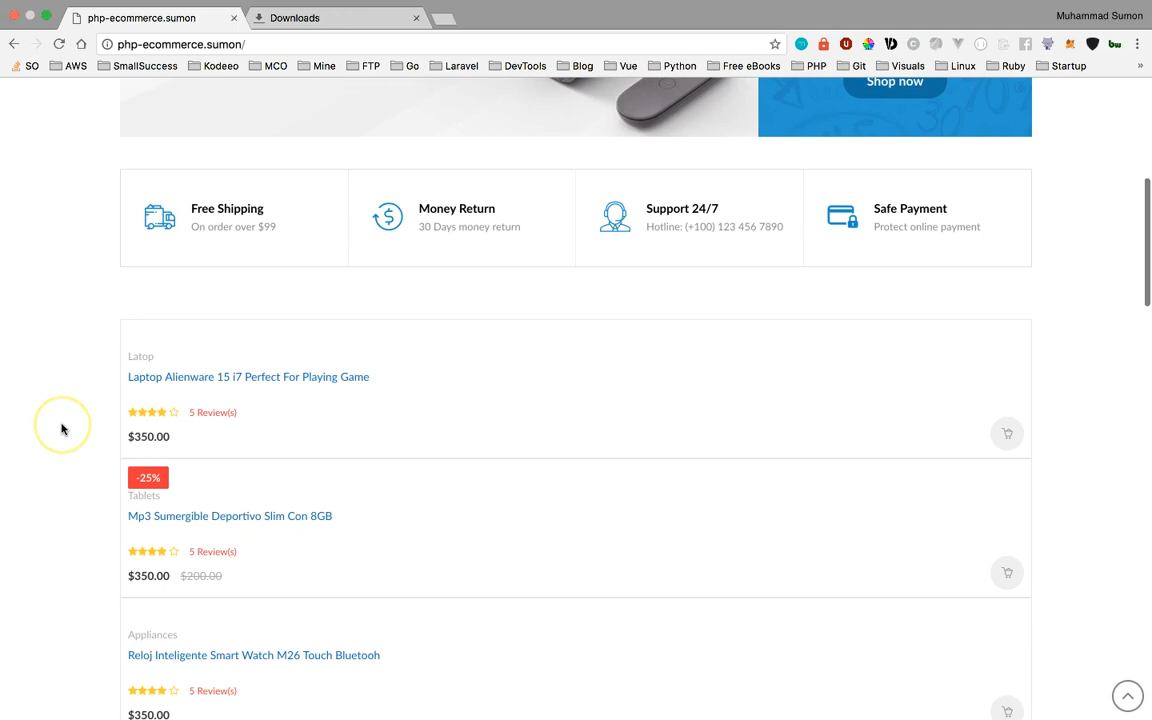 php-ecommerce.sumon
Downloads
Muhammad Sumon
php-ecommerce.sumon/
SO AWS SmallSuccess Kodeeo MCO Mine FTP Go Laravel DevTools Blog Vue Python Free eBooks PHP Git Visuals Linux Ruby Startup »
Shop now
Free Shipping
On order over $99
Money Return
30 Days money return
Support 24/7
Hotline: (+100) 123 456 7890
Safe Payment
Protect online payment
Latop
Laptop Alienware 15 i7 Perfect For Playing Game
5 Review(s)
$350.00
-25%
Tablets
Mp3 Sumergible Deportivo Slim Con 8GB
5 Review(s)
$350.00 $200.00
Appliances
Reloj Inteligente Smart Watch M26 Touch Bluetooh
5 Review(s)
$350.00